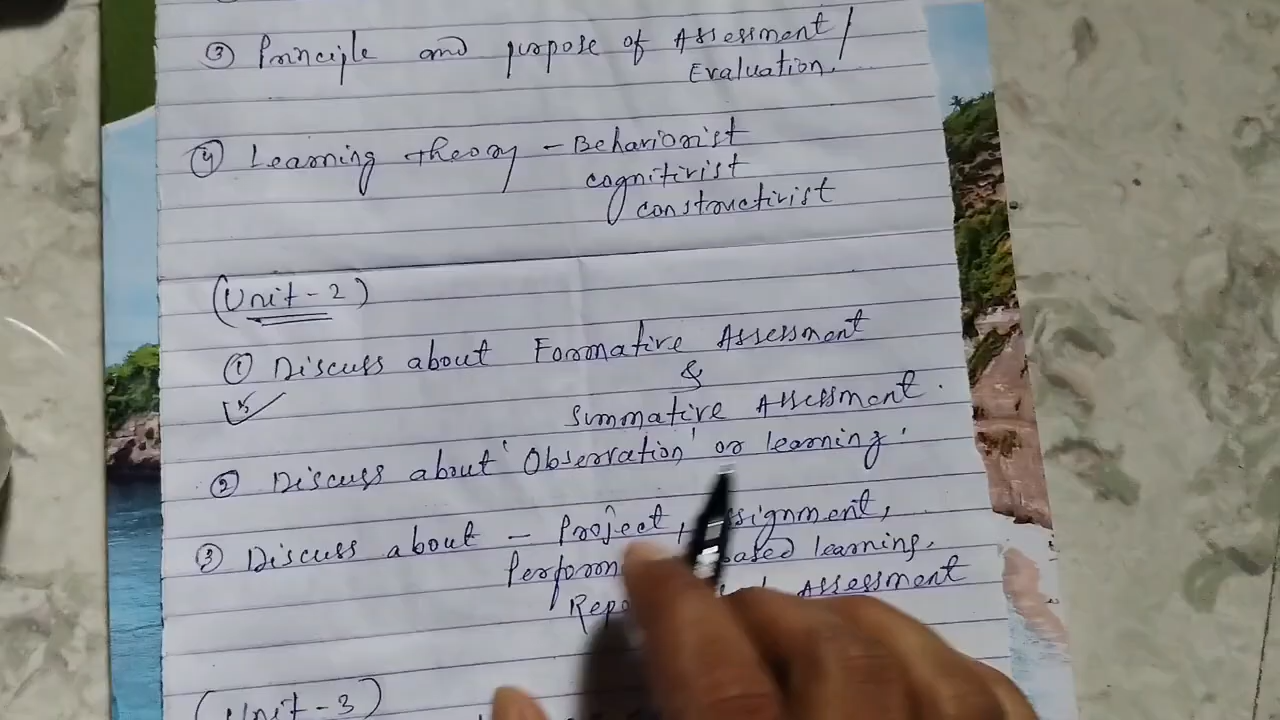 ③ Principle and purpose of Assessment/
Evaluation.
④ Learning theory - Behaviorist
cognitivist
constructivist
(Unit-2)
① Discuss about Formative Assessment
&
Summative Assessment.
② Discuss about 'Observation' or learning.
③ Discuss about - Project, Assignment,
learning,
Assessment
(Unit-3)